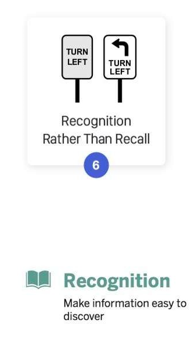 TURN
LEFT
TURN
LEFT
Recognition
Rather Than Recall
6
Recognition
Make information easy to
discover